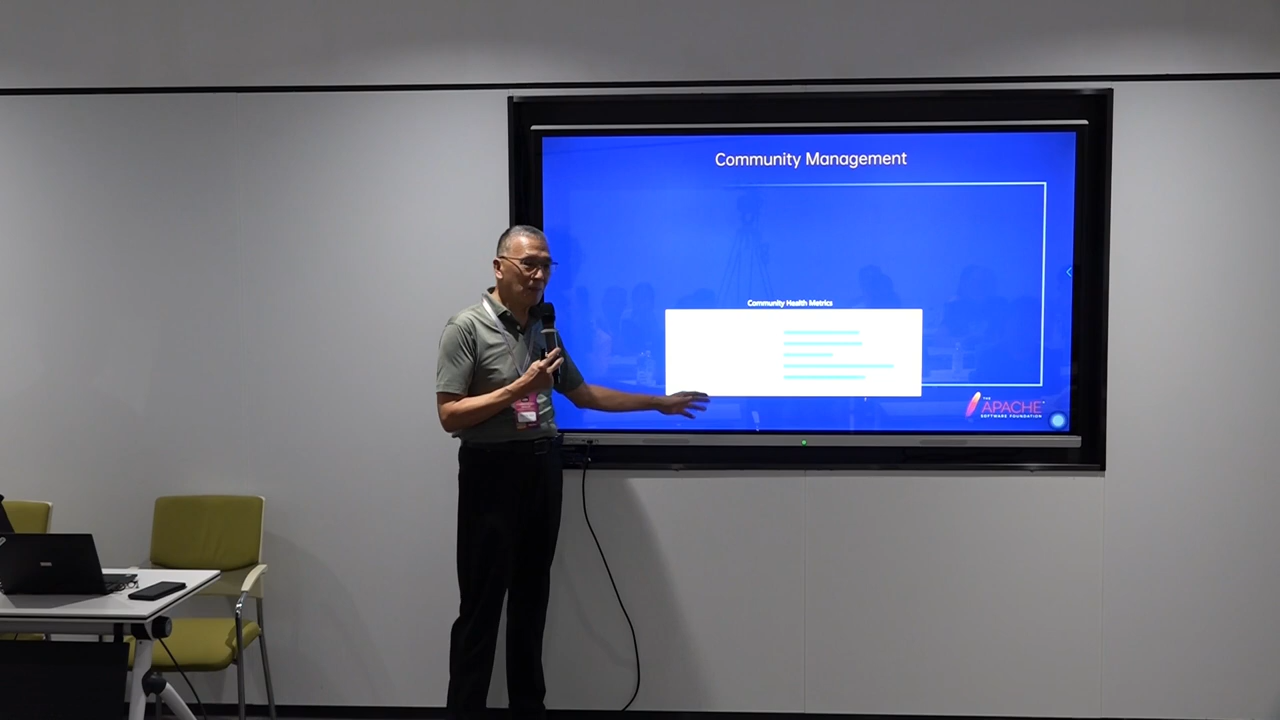 Community Management
Community Health Metrics
THE
APACHE
SOFTWARE FOUNDATION